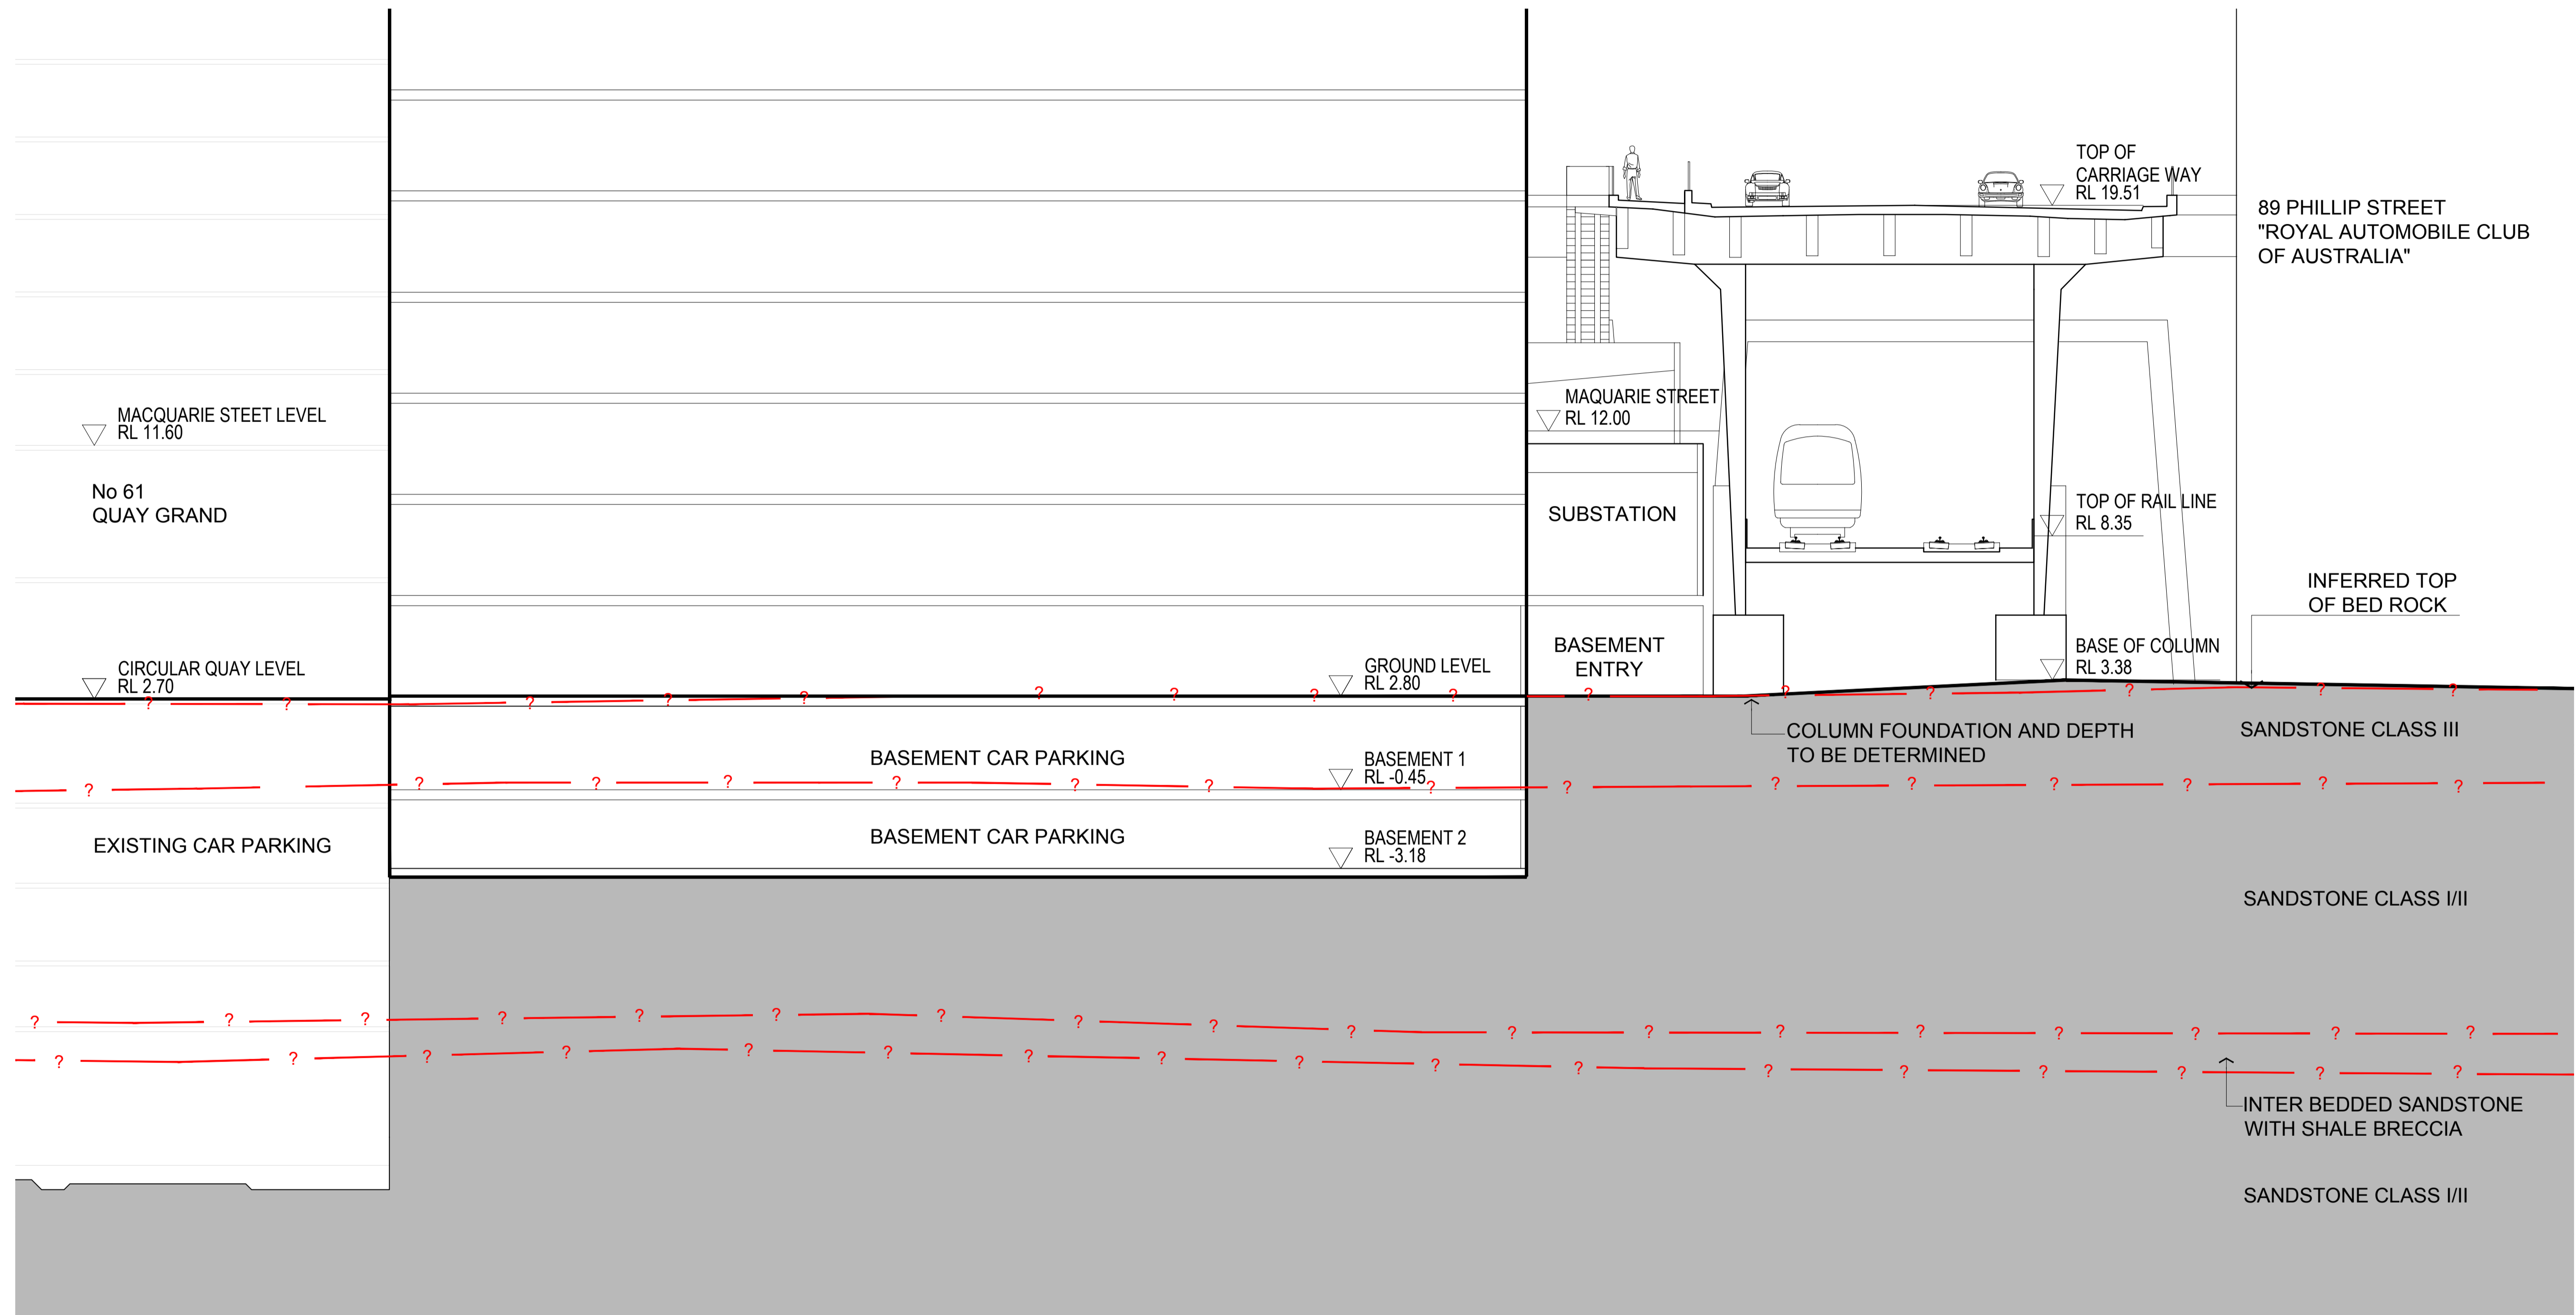 TOP OF
CARRIAGE WAY
RL 19.51
89 PHILLIP STREET
"ROYAL AUTOMOBILE CLUB
OF AUSTRALIA"
MACQUARIE STEET LEVEL
RL 11.60
MAQUARIE STREET
RL 12.00
No 61
QUAY GRAND
SUBSTATION
TOP OF RAIL LINE
RL 8.35
INFERRED TOP
OF BED ROCK
CIRCULAR QUAY LEVEL
RL 2.70
GROUND LEVEL
RL 2.80
BASEMENT
ENTRY
BASE OF COLUMN
RL 3.38
COLUMN FOUNDATION AND DEPTH
TO BE DETERMINED
SANDSTONE CLASS III
BASEMENT CAR PARKING
BASEMENT 1
RL -0.45
EXISTING CAR PARKING
BASEMENT CAR PARKING
BASEMENT 2
RL -3.18
SANDSTONE CLASS I/II
INTER BEDDED SANDSTONE
WITH SHALE BRECCIA
SANDSTONE CLASS I/II